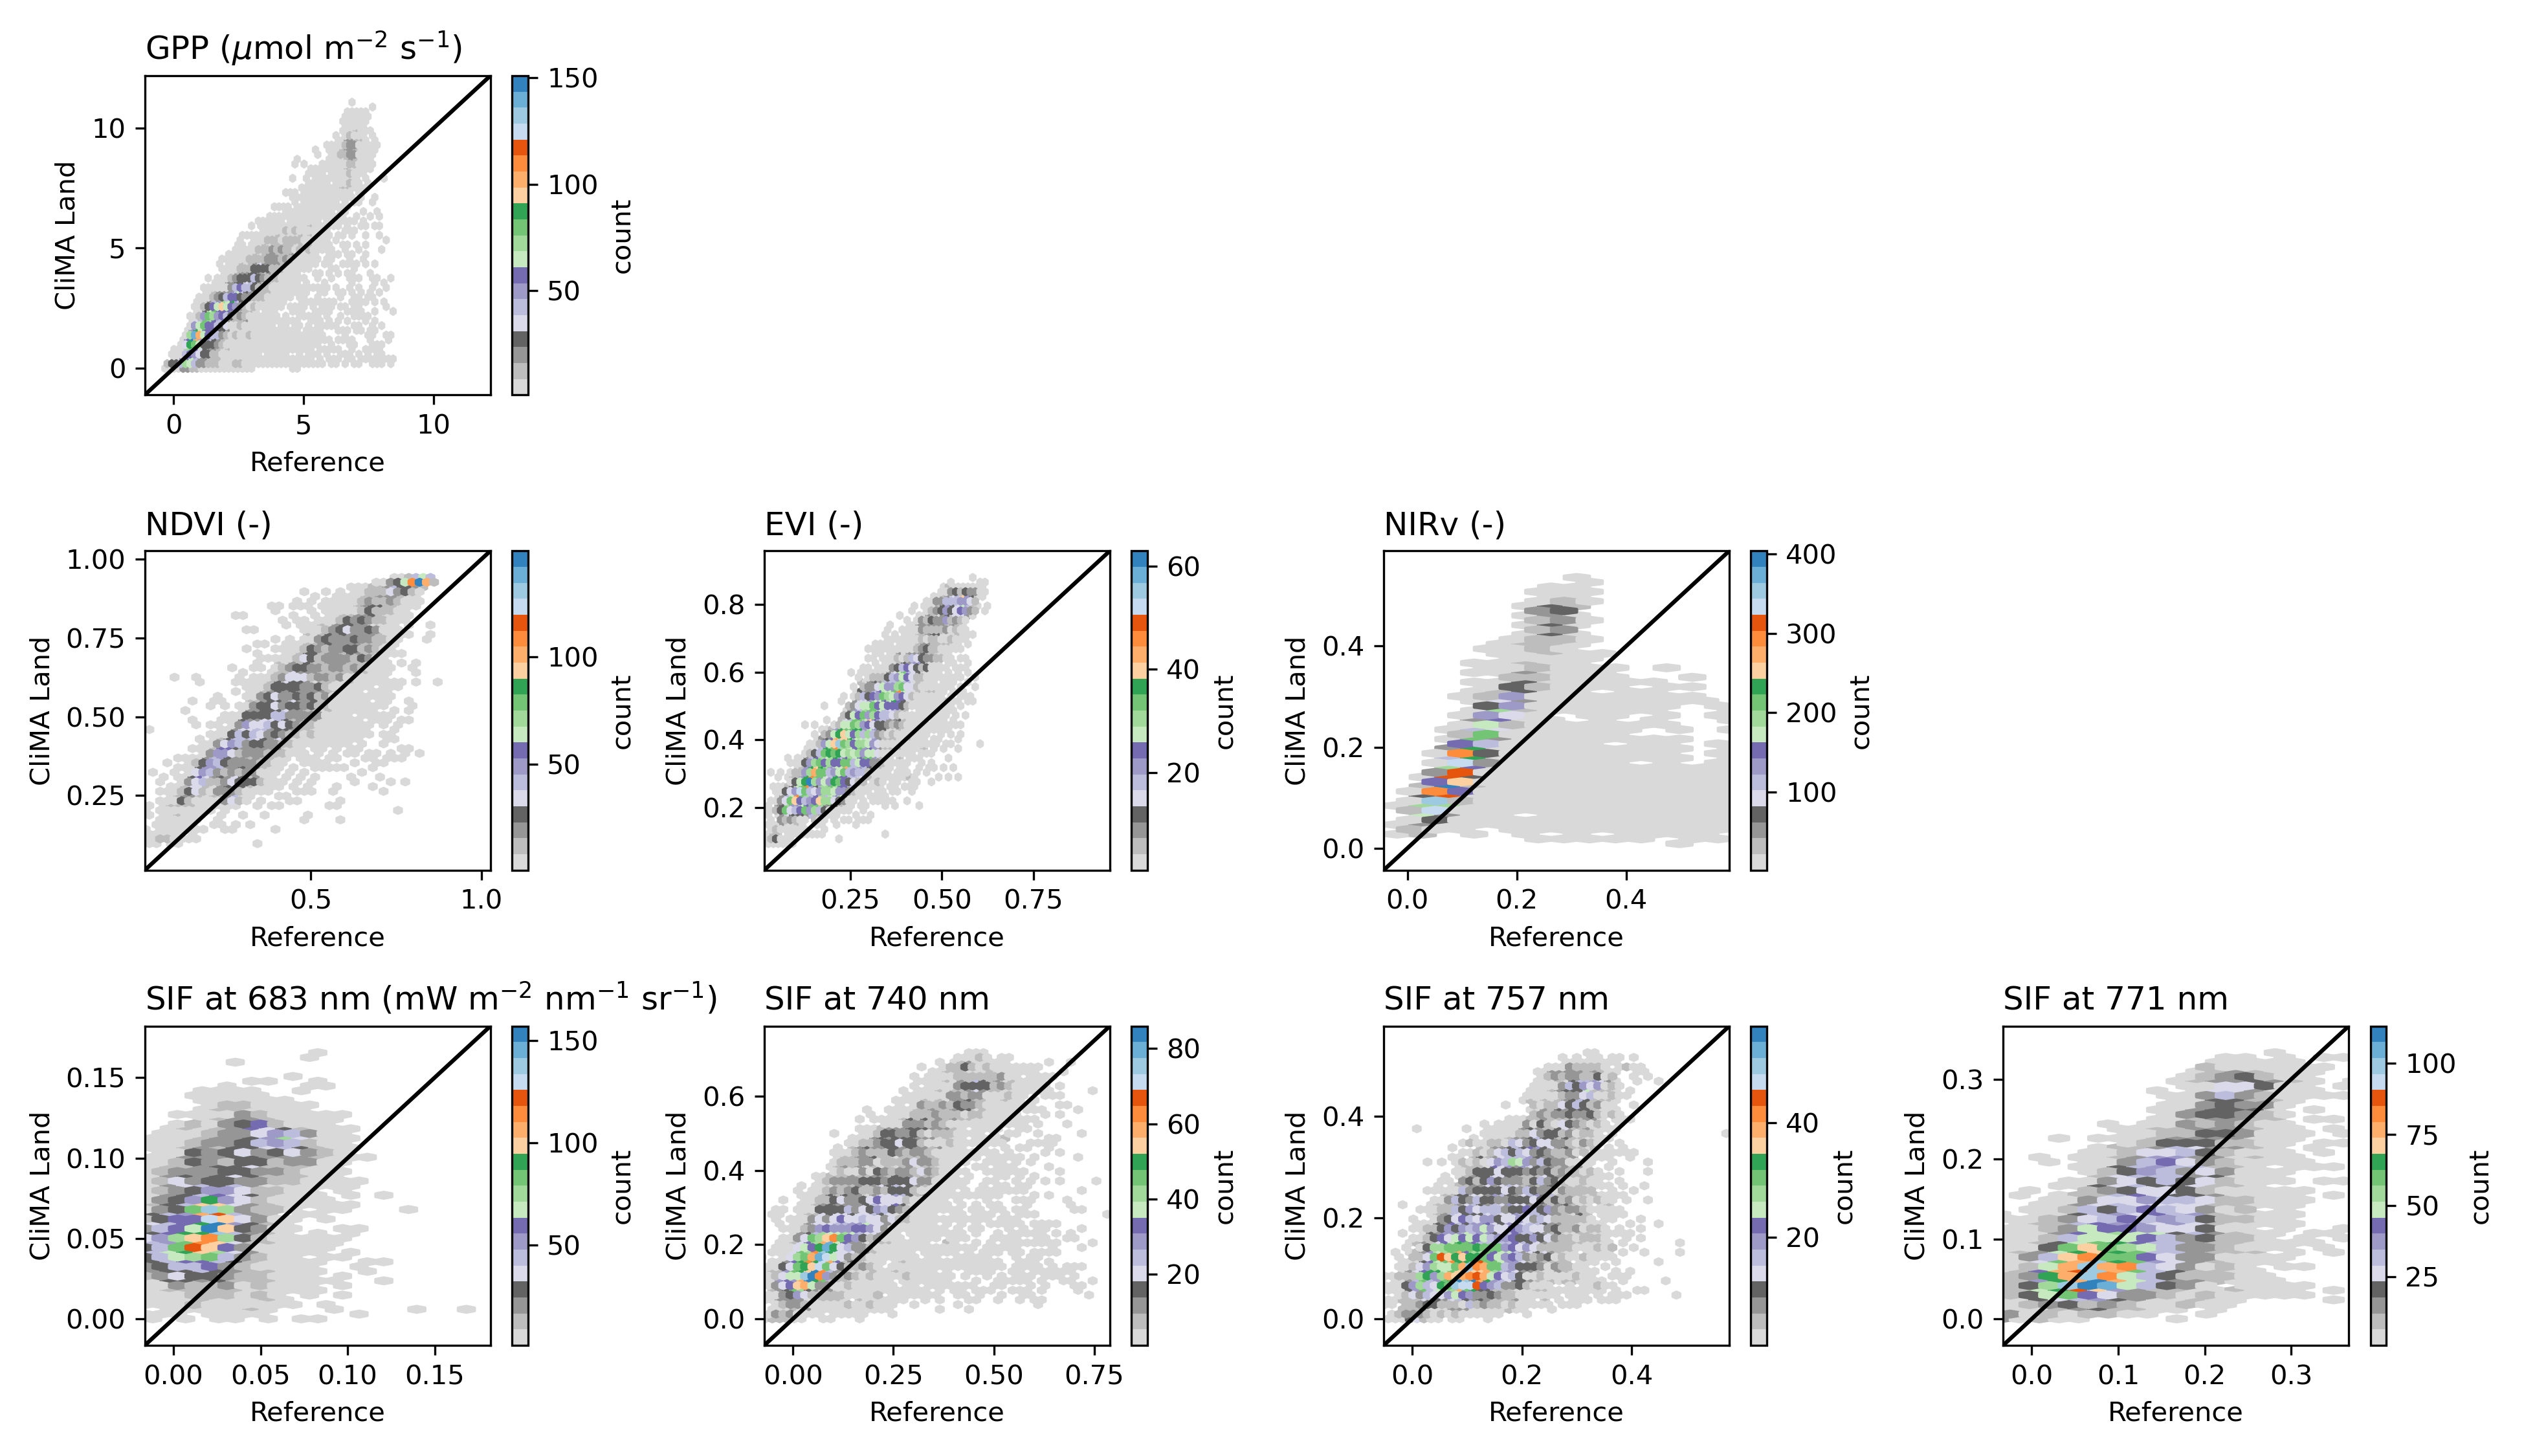 GPP (μmol m⁻² s⁻¹)
10
5
0
0 5 10
Reference
CliMA Land
150
100
50
count
NDVI (-)
1.00
0.75
0.50
0.25
0.5 1.0
Reference
CliMA Land
100
50
count
EVI (-)
0.8
0.6
0.4
0.2
0.25 0.50 0.75
Reference
CliMA Land
60
40
20
count
NIRv (-)
0.4
0.2
0.0
0.0 0.2 0.4
Reference
CliMA Land
400
300
200
100
count
SIF at 683 nm (mW m⁻² nm⁻¹ sr⁻¹)
0.15
0.10
0.05
0.00
0.00 0.05 0.10 0.15
Reference
CliMA Land
150
100
50
count
SIF at 740 nm
0.6
0.4
0.2
0.0
0.00 0.25 0.50 0.75
Reference
CliMA Land
80
60
40
20
count
SIF at 757 nm
0.4
0.2
0.0
0.0 0.2 0.4
Reference
CliMA Land
40
20
count
SIF at 771 nm
0.3
0.2
0.1
0.0
0.0 0.1 0.2 0.3
Reference
CliMA Land
100
75
50
25
count